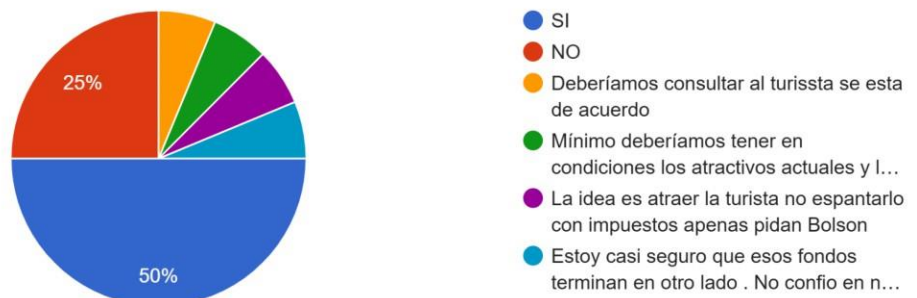 25%
50%
SI
NO
Deberíamos consultar al turissta se esta
de acuerdo
Mínimo deberíamos tener en
condiciones los atractivos actuales y l…
La idea es atraer la turista no espantarlo
con impuestos apenas pidan Bolson
Estoy casi seguro que esos fondos
terminan en otro lado . No confio en n…